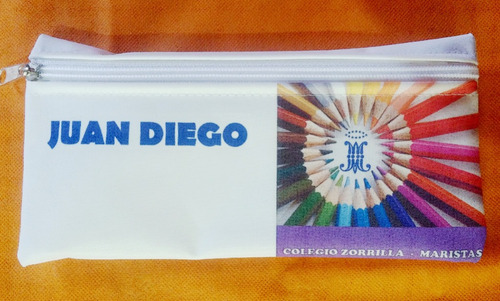 JUAN DIEGO
COLEGIO ZORRILLA · MARISTAS